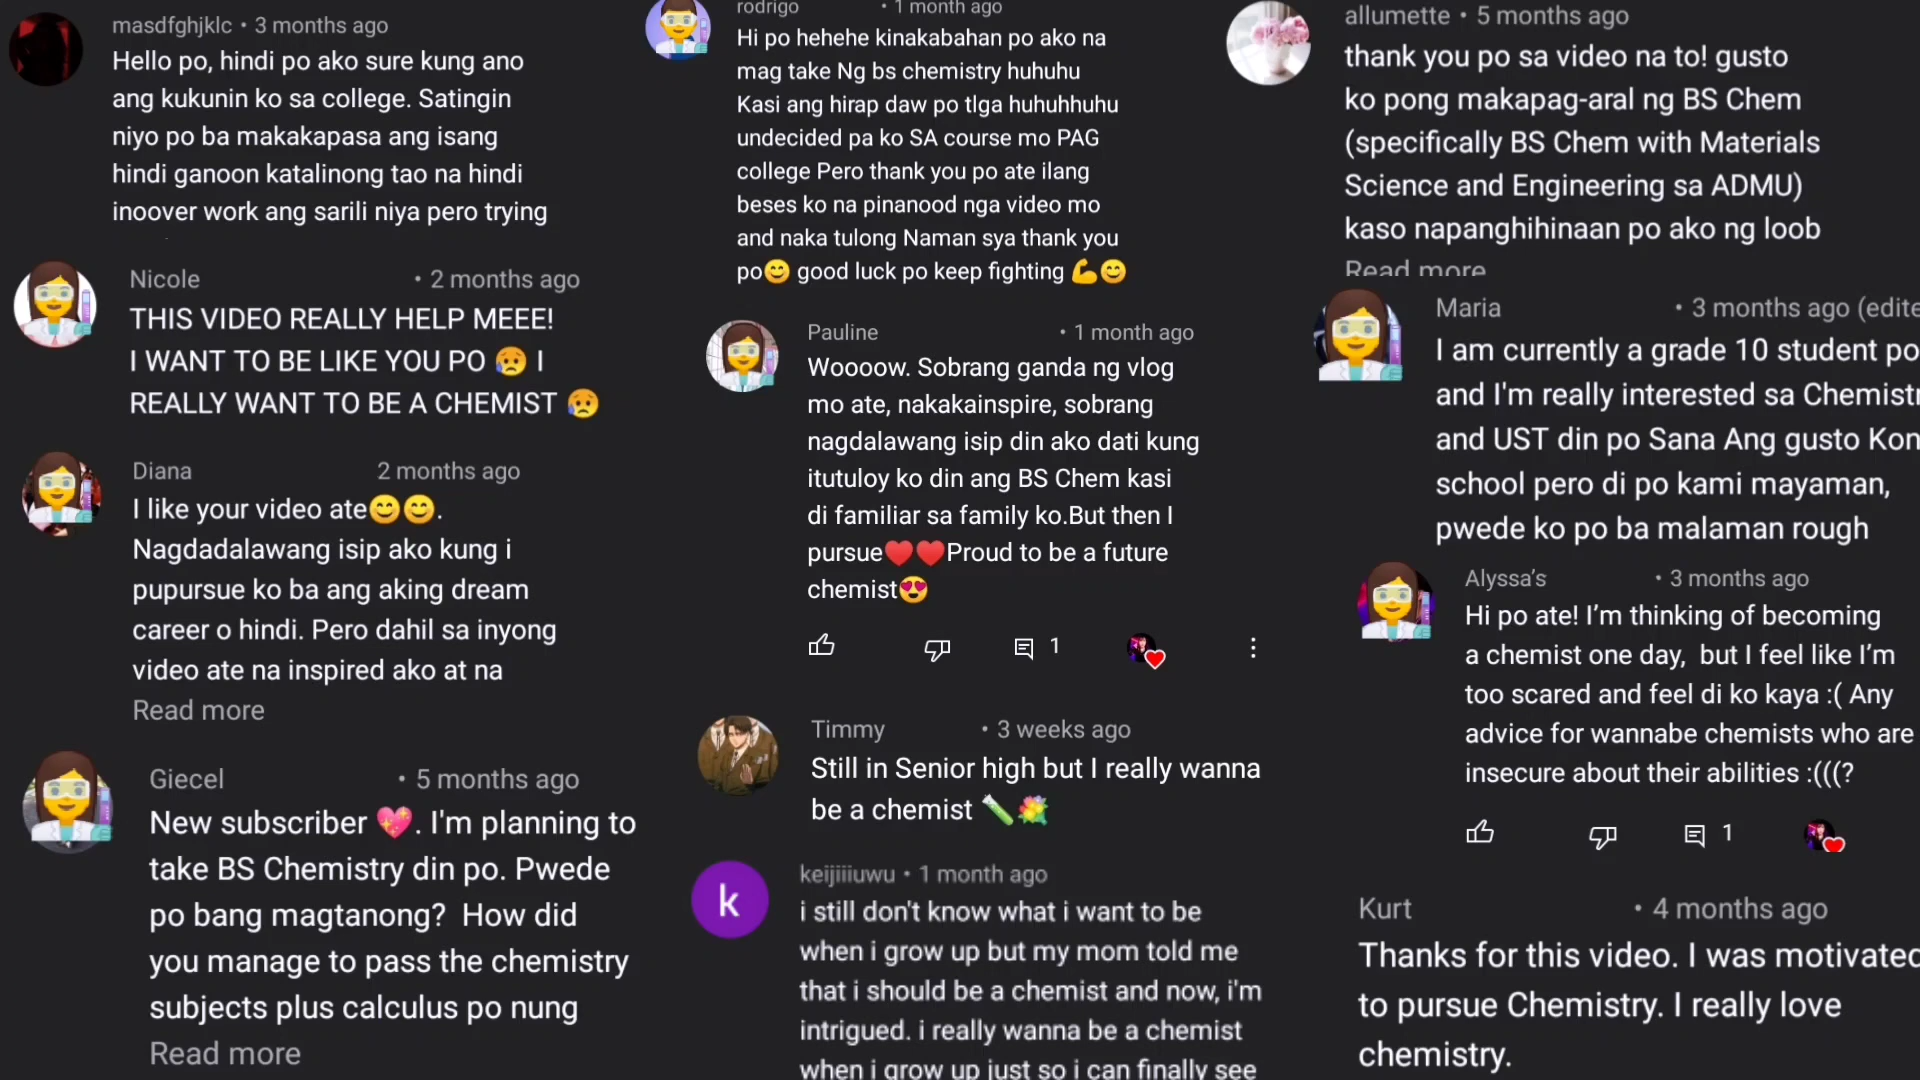 masdfghjklc • 3 months ago
Hello po, hindi po ako sure kung ano
ang kukunin ko sa college. Satingin
niyo po ba makakapasa ang isang
hindi ganoon katalinong tao na hindi
inoover work ang sarili niya pero trying
Nicole • 2 months ago
THIS VIDEO REALLY HELP MEEE!
I WANT TO BE LIKE YOU PO 😥 I
REALLY WANT TO BE A CHEMIST 😥
Diana 2 months ago
I like your video ate😊😊.
Nagdadalawang isip ako kung i
pupursue ko ba ang aking dream
career o hindi. Pero dahil sa inyong
video ate na inspired ako at na
Read more
Giecel • 5 months ago
New subscriber 💖. I'm planning to
take BS Chemistry din po. Pwede
po bang magtanong? How did
you manage to pass the chemistry
subjects plus calculus po nung
Read more
rodrigo • 1 month ago
Hi po hehehe kinakabahan po ako na
mag take Ng bs chemistry huhuhu
Kasi ang hirap daw po tlga huhuhhuhu
undecided pa ko SA course mo PAG
college Pero thank you po ate ilang
beses ko na pinanood nga video mo
and naka tulong Naman sya thank you
po😊 good luck po keep fighting 💪😊
Pauline • 1 month ago
Woooow. Sobrang ganda ng vlog
mo ate, nakakainspire, sobrang
nagdalawang isip din ako dati kung
itutuloy ko din ang BS Chem kasi
di familiar sa family ko.But then I
pursue❤️❤️Proud to be a future
chemist😍
1
Timmy • 3 weeks ago
Still in Senior high but I really wanna
be a chemist 🧪💐
k
keijiiiuwu • 1 month ago
i still don't know what i want to be
when i grow up but my mom told me
that i should be a chemist and now, i'm
intrigued. i really wanna be a chemist
when i grow up just so i can finally see
allumette • 5 months ago
thank you po sa video na to! gusto
ko pong makapag-aral ng BS Chem
(specifically BS Chem with Materials
Science and Engineering sa ADMU)
kaso napanghihinaan po ako ng loob
Read more
Maria • 3 months ago (edite
I am currently a grade 10 student po
and I'm really interested sa Chemistr
and UST din po Sana Ang gusto Kon
school pero di po kami mayaman,
pwede ko po ba malaman rough
Alyssa’s • 3 months ago
Hi po ate! I’m thinking of becoming
a chemist one day, but I feel like I’m
too scared and feel di ko kaya :( Any
advice for wannabe chemists who are
insecure about their abilities :(((?
1
Kurt • 4 months ago
Thanks for this video. I was motivated
to pursue Chemistry. I really love
chemistry.